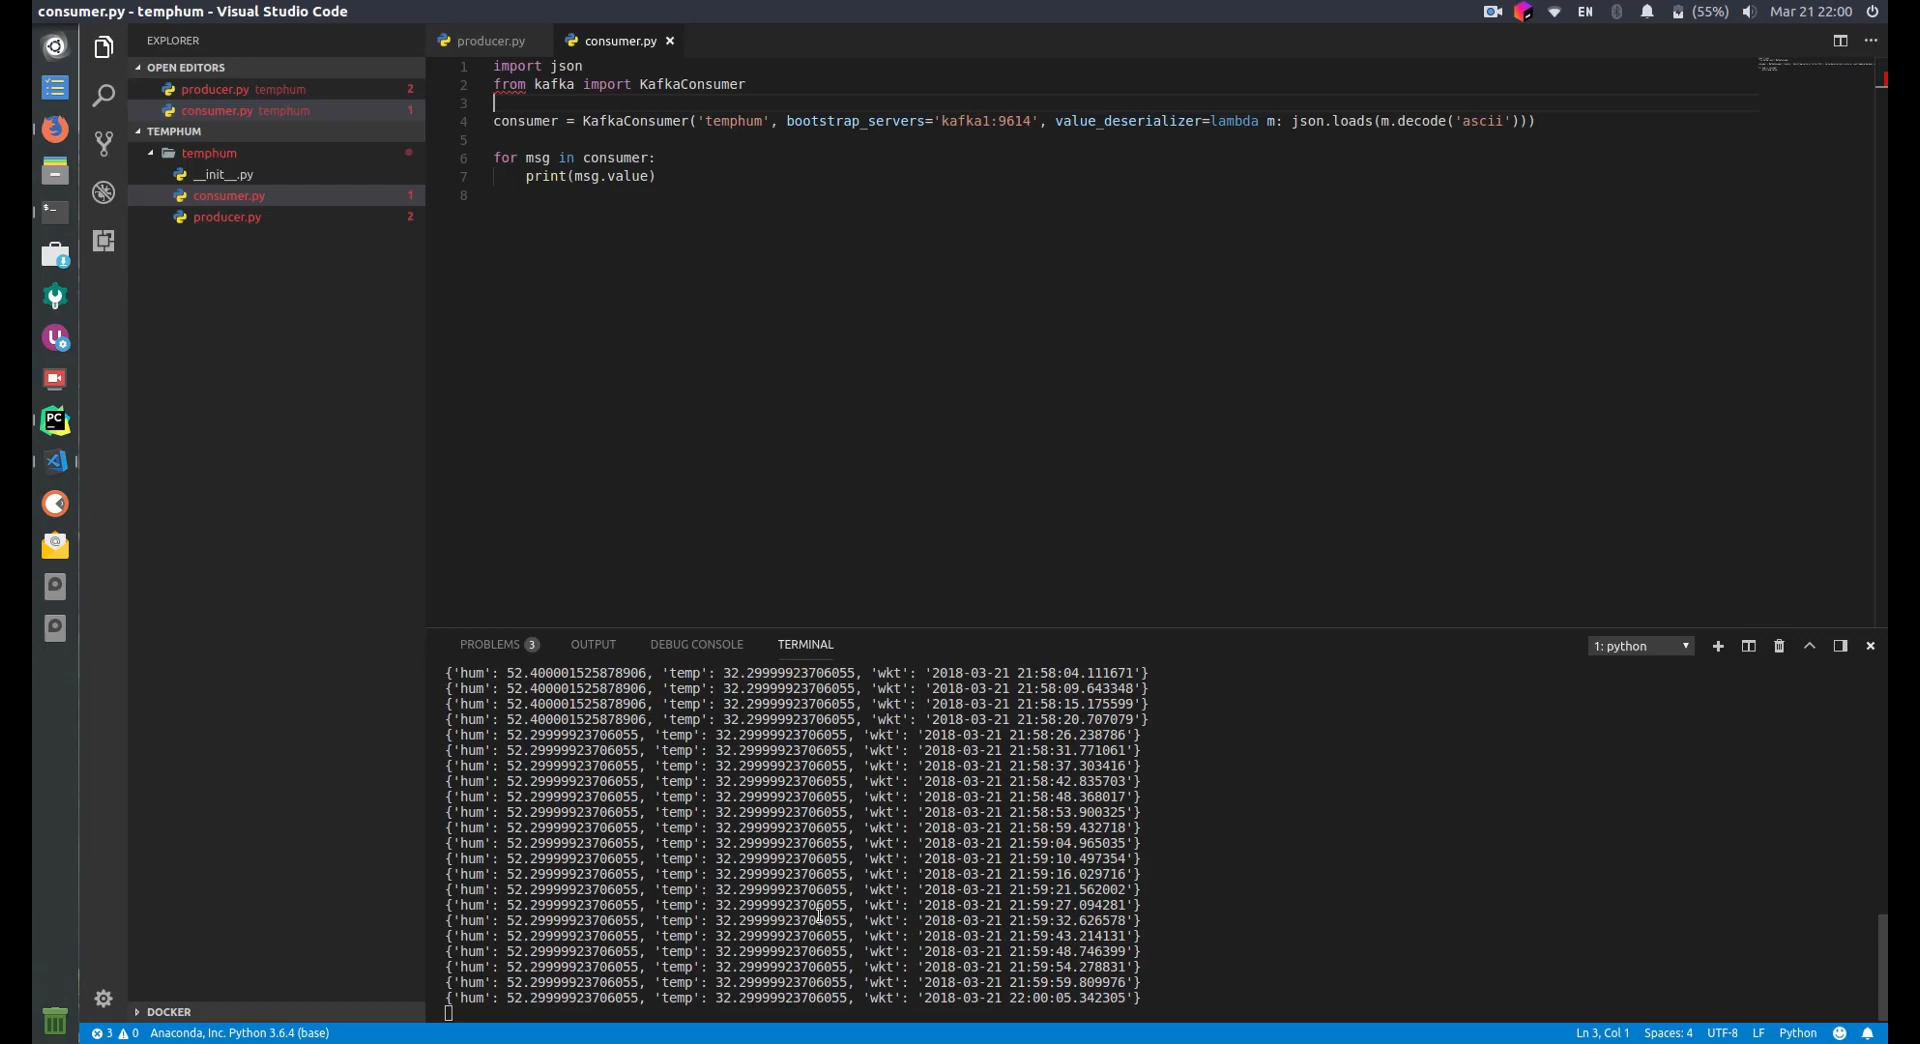 consumer.py - temphum - Visual Studio Code
EN
(55%)
Mar 21 22:00
EXPLORER
OPEN EDITORS
producer.py temphum 2
consumer.py temphum 1
TEMPHUM
temphum
__init__.py
consumer.py 1
producer.py 2
DOCKER
producer.py
consumer.py
1 import json
2 from kafka import KafkaConsumer
3
4 consumer = KafkaConsumer('temphum', bootstrap_servers='kafka1:9614', value_deserializer=lambda m: json.loads(m.decode('ascii')))
5
6 for msg in consumer:
7     print(msg.value)
8
PROBLEMS 3 OUTPUT DEBUG CONSOLE TERMINAL
1: python
{'hum': 52.400001525878906, 'temp': 32.29999923706055, 'wkt': '2018-03-21 21:58:04.111671'}
{'hum': 52.400001525878906, 'temp': 32.29999923706055, 'wkt': '2018-03-21 21:58:09.643348'}
{'hum': 52.400001525878906, 'temp': 32.29999923706055, 'wkt': '2018-03-21 21:58:15.175599'}
{'hum': 52.400001525878906, 'temp': 32.29999923706055, 'wkt': '2018-03-21 21:58:20.707079'}
{'hum': 52.29999923706055, 'temp': 32.29999923706055, 'wkt': '2018-03-21 21:58:26.238786'}
{'hum': 52.29999923706055, 'temp': 32.29999923706055, 'wkt': '2018-03-21 21:58:31.771061'}
{'hum': 52.29999923706055, 'temp': 32.29999923706055, 'wkt': '2018-03-21 21:58:37.303416'}
{'hum': 52.29999923706055, 'temp': 32.29999923706055, 'wkt': '2018-03-21 21:58:42.835703'}
{'hum': 52.29999923706055, 'temp': 32.29999923706055, 'wkt': '2018-03-21 21:58:48.368017'}
{'hum': 52.29999923706055, 'temp': 32.29999923706055, 'wkt': '2018-03-21 21:58:53.900325'}
{'hum': 52.29999923706055, 'temp': 32.29999923706055, 'wkt': '2018-03-21 21:58:59.432718'}
{'hum': 52.29999923706055, 'temp': 32.29999923706055, 'wkt': '2018-03-21 21:59:04.965035'}
{'hum': 52.29999923706055, 'temp': 32.29999923706055, 'wkt': '2018-03-21 21:59:10.497354'}
{'hum': 52.29999923706055, 'temp': 32.29999923706055, 'wkt': '2018-03-21 21:59:16.029716'}
{'hum': 52.29999923706055, 'temp': 32.29999923706055, 'wkt': '2018-03-21 21:59:21.562002'}
{'hum': 52.29999923706055, 'temp': 32.29999923706055, 'wkt': '2018-03-21 21:59:27.094281'}
{'hum': 52.29999923706055, 'temp': 32.29999923706055, 'wkt': '2018-03-21 21:59:32.626578'}
{'hum': 52.29999923706055, 'temp': 32.29999923706055, 'wkt': '2018-03-21 21:59:43.214131'}
{'hum': 52.29999923706055, 'temp': 32.29999923706055, 'wkt': '2018-03-21 21:59:48.746399'}
{'hum': 52.29999923706055, 'temp': 32.29999923706055, 'wkt': '2018-03-21 21:59:54.278831'}
{'hum': 52.29999923706055, 'temp': 32.29999923706055, 'wkt': '2018-03-21 21:59:59.809976'}
{'hum': 52.29999923706055, 'temp': 32.29999923706055, 'wkt': '2018-03-21 22:00:05.342305'}
3 0 Anaconda, Inc. Python 3.6.4 (base)
Ln 3, Col 1 Spaces: 4 UTF-8 LF Python
PC